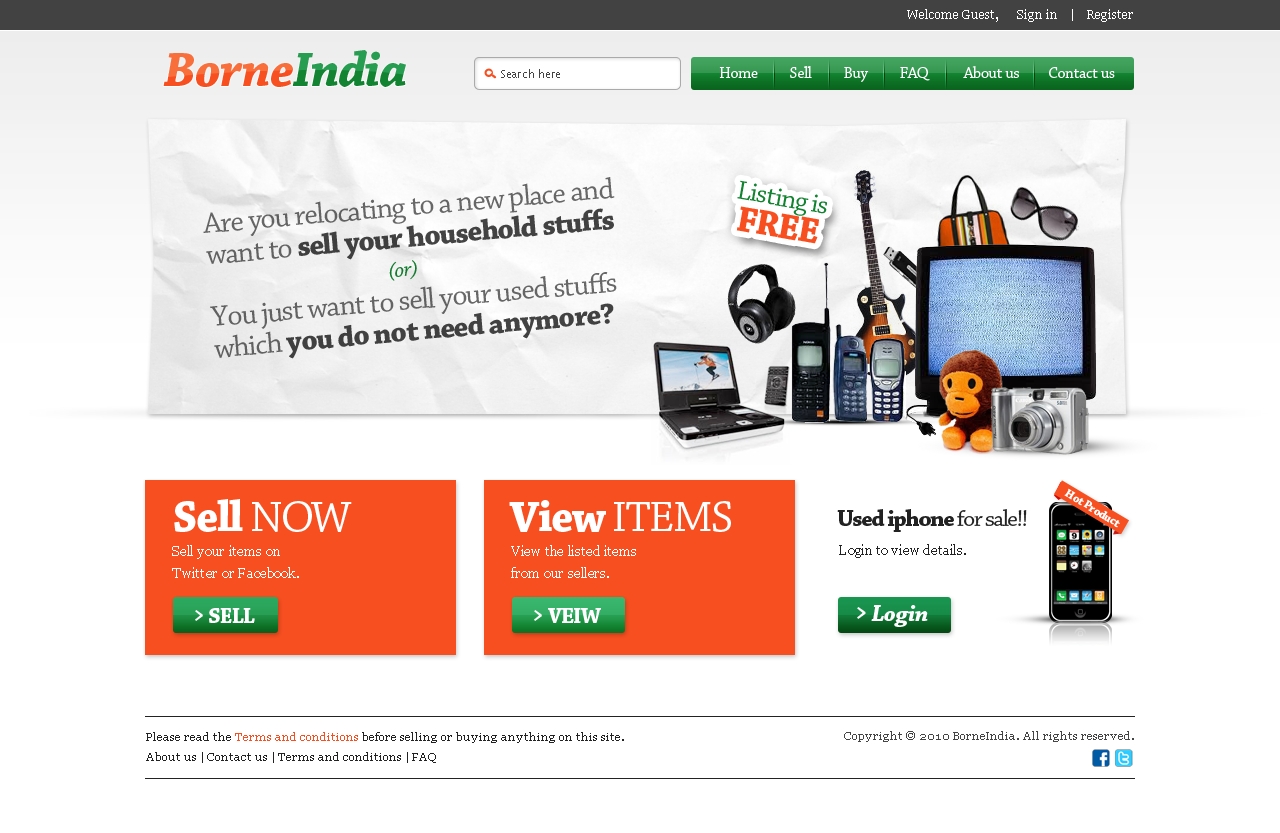 Welcome Guest, Sign in | Register
BorneIndia
Search here
Home Sell Buy FAQ About us Contact us
Are you relocating to a new place and
want to sell your household stuffs
(or)
You just want to sell your used stuffs
which you do not need anymore?
Listing is
FREE
Sell NOW
Sell your items on
Twitter or Facebook.
> SELL
View ITEMS
View the listed items
from our sellers.
> VEIW
Used iphone for sale!!
Login to view details.
> Login
Hot Product
Please read the Terms and conditions before selling or buying anything on this site.
About us | Contact us | Terms and conditions | FAQ
Copyright © 2010 BorneIndia. All rights reserved.